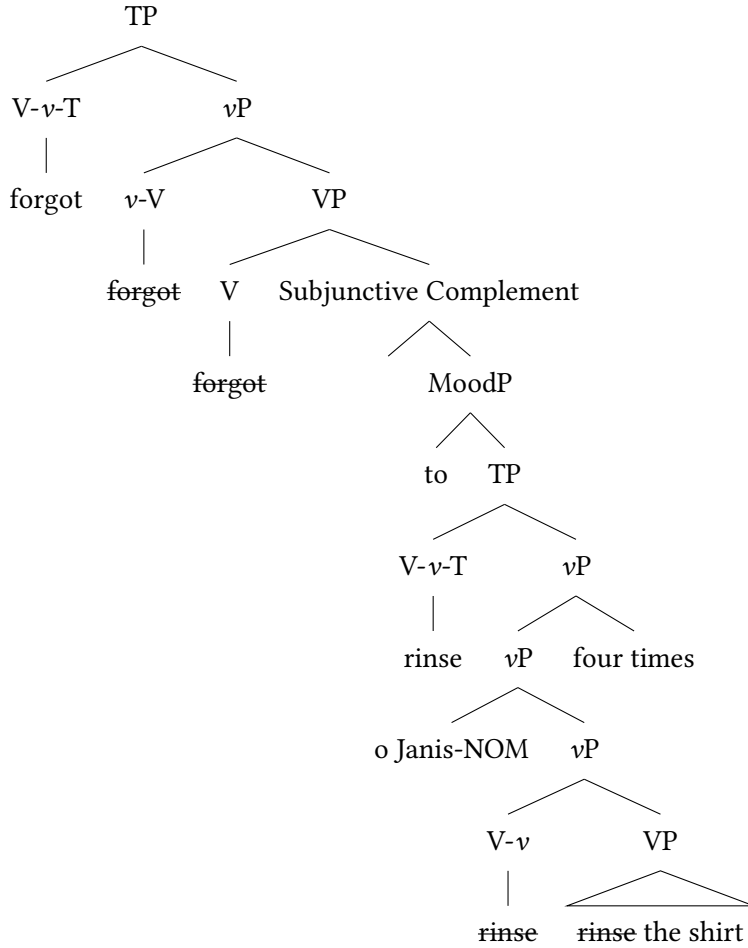 TP
V-v-T vP
forgot v-V VP
forgot V Subjunctive Complement
forgot MoodP
to TP
V-v-T vP
rinse vP four times
o Janis-NOM vP
V-v VP
rinse rinse the shirt